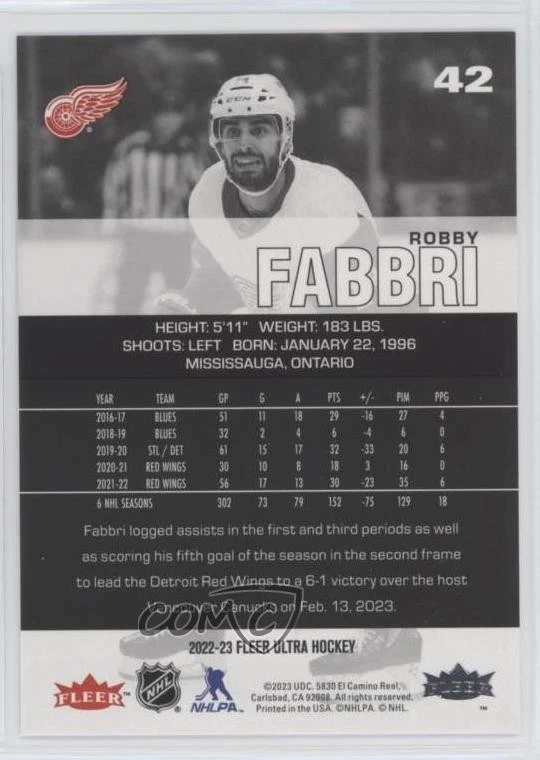 42
CCM
ROBBY
FABBRI
HEIGHT: 5'11" WEIGHT: 183 LBS.
SHOOTS: LEFT BORN: JANUARY 22, 1996
MISSISSAUGA, ONTARIO
YEAR TEAM GP G A PTS +/- PIM PPG
2016-17 BLUES 51 11 18 29 -16 27 4
2018-19 BLUES 32 2 4 6 -4 6 0
2019-20 STL / DET 61 15 17 32 -33 20 6
2020-21 RED WINGS 30 10 8 18 3 16 0
2021-22 RED WINGS 56 17 13 30 -23 35 6
6 NHL SEASONS 302 73 79 152 -75 129 18
Fabbri logged assists in the first and third periods as well
as scoring his fifth goal of the season in the second frame
to lead the Detroit Red Wings to a 6-1 victory over the host
Vancouver Canucks on Feb. 13, 2023.
COMC
2022-23 FLEER ULTRA HOCKEY
FLEER™
NHL
NHLPA™
©2023 UDC. 5830 El Camino Real,
Carlsbad, CA 92008. All rights reserved.
Printed in the USA. ©NHLPA. © NHL.
FLEER
™